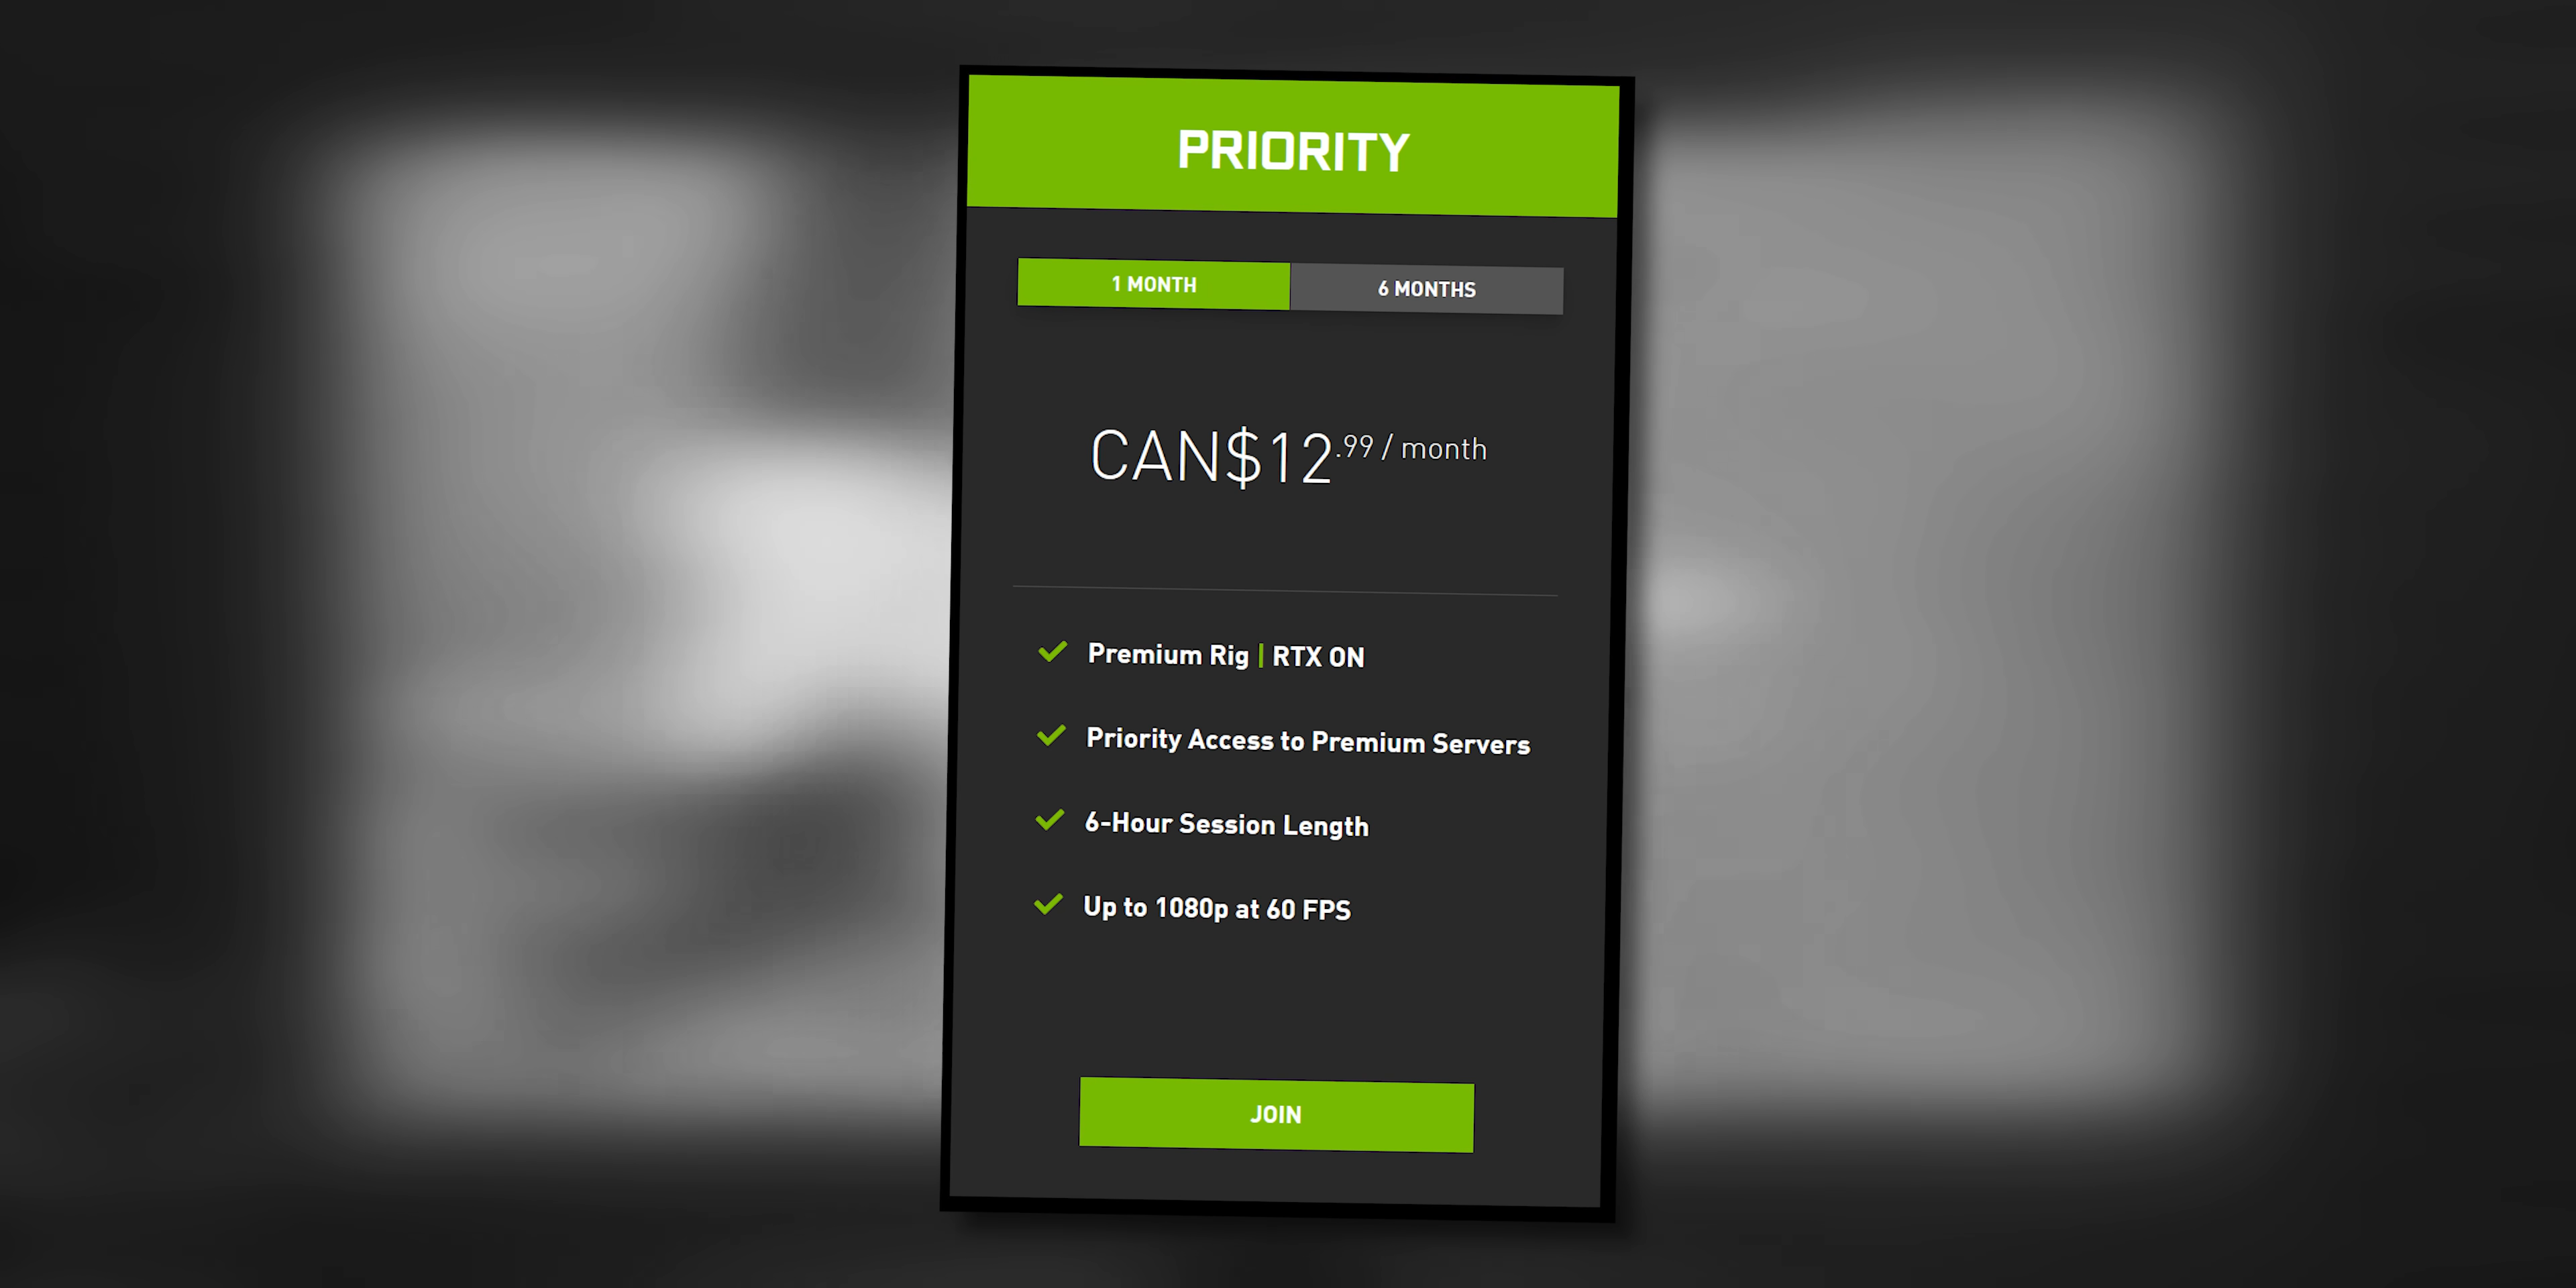 PRIORITY
1 MONTH 6 MONTHS
CAN$12.99 / month
Premium Rig | RTX ON
Priority Access to Premium Servers
6-Hour Session Length
Up to 1080p at 60 FPS
JOIN